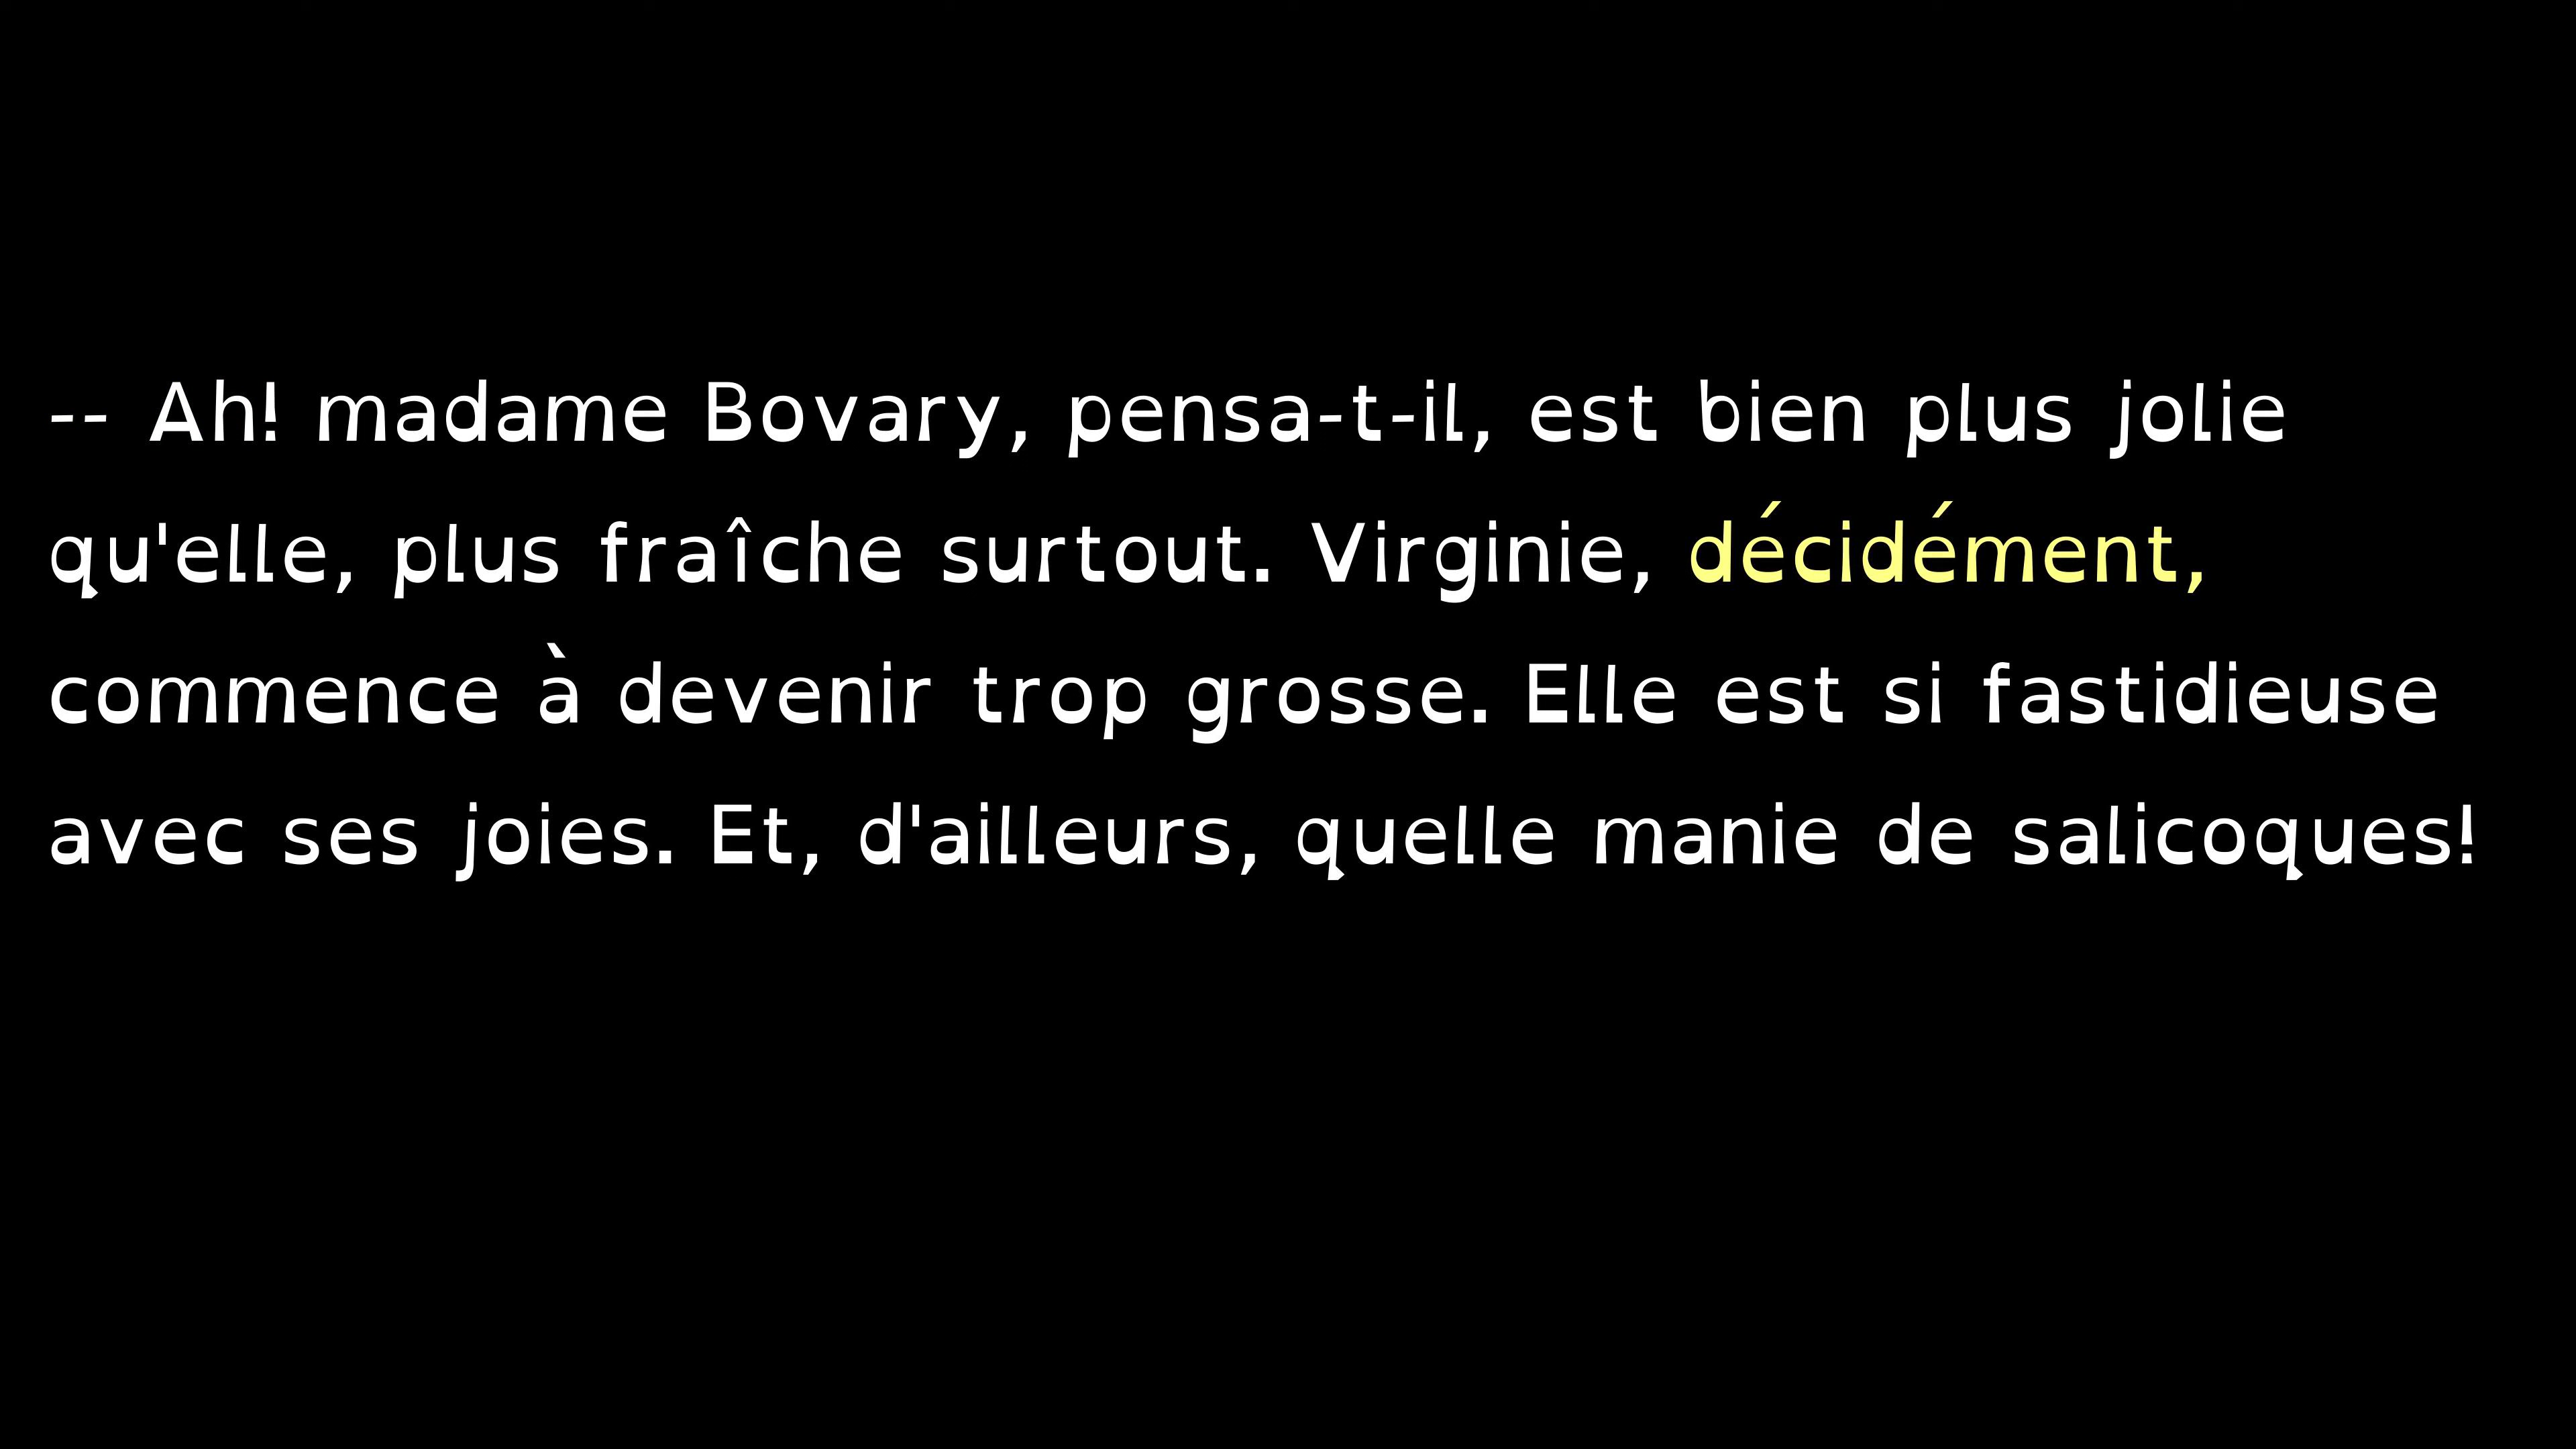 -- Ah! madame Bovary, pensa-t-il, est bien plus jolie
qu'elle, plus fraîche surtout. Virginie, décidément,
commence à devenir trop grosse. Elle est si fastidieuse
avec ses joies. Et, d'ailleurs, quelle manie de salicoques!